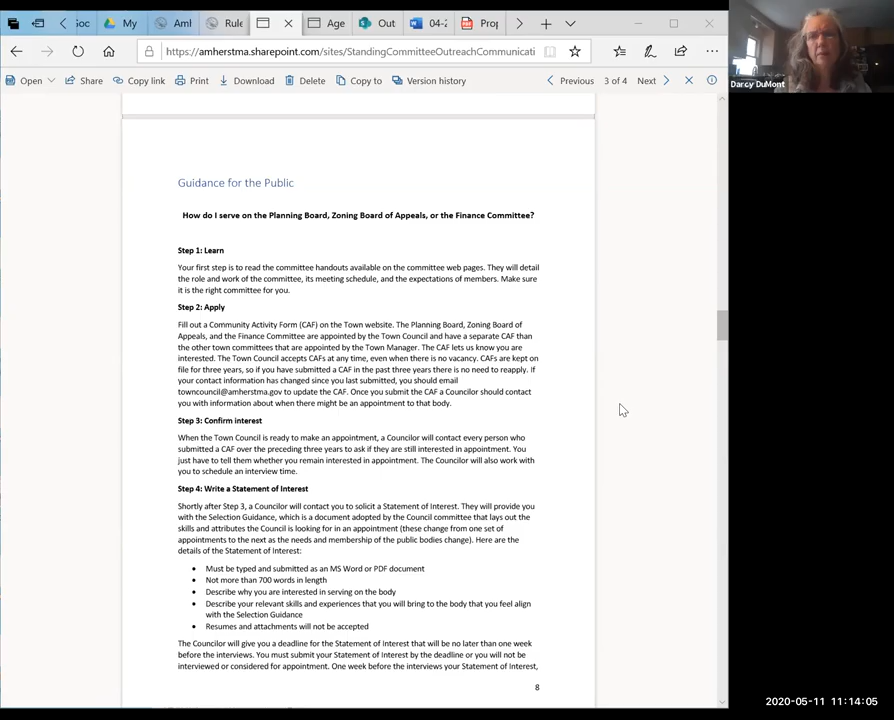 ioc
My
Aml
Rule
Age
Out
04-2
Prop
https://amherstma.sharepoint.com/sites/StandingCommitteeOutreachCommunicati
Open
Share
Copy link
Print
Download
Delete
Copy to
Version history
Previous
3 of 4
Next
Darcy DuMont
Guidance for the Public
How do I serve on the Planning Board, Zoning Board of Appeals, or the Finance Committee?
Step 1: Learn
Your first step is to read the committee handouts available on the committee web pages. They will detail
the role and work of the committee, its meeting schedule, and the expectations of members. Make sure
it is the right committee for you.
Step 2: Apply
Fill out a Community Activity Form (CAF) on the Town website. The Planning Board, Zoning Board of
Appeals, and the Finance Committee are appointed by the Town Council and have a separate CAF than
the other town committees that are appointed by the Town Manager. The CAF lets us know you are
interested. The Town Council accepts CAFs at any time, even when there is no vacancy. CAFs are kept on
file for three years, so if you have submitted a CAF in the past three years there is no need to reapply. If
your contact information has changed since you last submitted, you should email
towncouncil@amherstma.gov to update the CAF. Once you submit the CAF a Councilor should contact
you with information about when there might be an appointment to that body.
Step 3: Confirm interest
When the Town Council is ready to make an appointment, a Councilor will contact every person who
submitted a CAF over the preceding three years to ask if they are still interested in appointment. You
just have to tell them whether you remain interested in appointment. The Councilor will also work with
you to schedule an interview time.
Step 4: Write a Statement of Interest
Shortly after Step 3, a Councilor will contact you to solicit a Statement of Interest. They will provide you
with the Selection Guidance, which is a document adopted by the Council committee that lays out the
skills and attributes the Council is looking for in an appointment (these change from one set of
appointments to the next as the needs and membership of the public bodies change). Here are the
details of the Statement of Interest:
• Must be typed and submitted as an MS Word or PDF document
• Not more than 700 words in length
• Describe why you are interested in serving on the body
• Describe your relevant skills and experiences that you will bring to the body that you feel align
with the Selection Guidance
• Resumes and attachments will not be accepted
The Councilor will give you a deadline for the Statement of Interest that will be no later than one week
before the interviews. You must submit your Statement of Interest by the deadline or you will not be
interviewed or considered for appointment. One week before the interviews your Statement of Interest,
8
2020-05-11 11:14:05